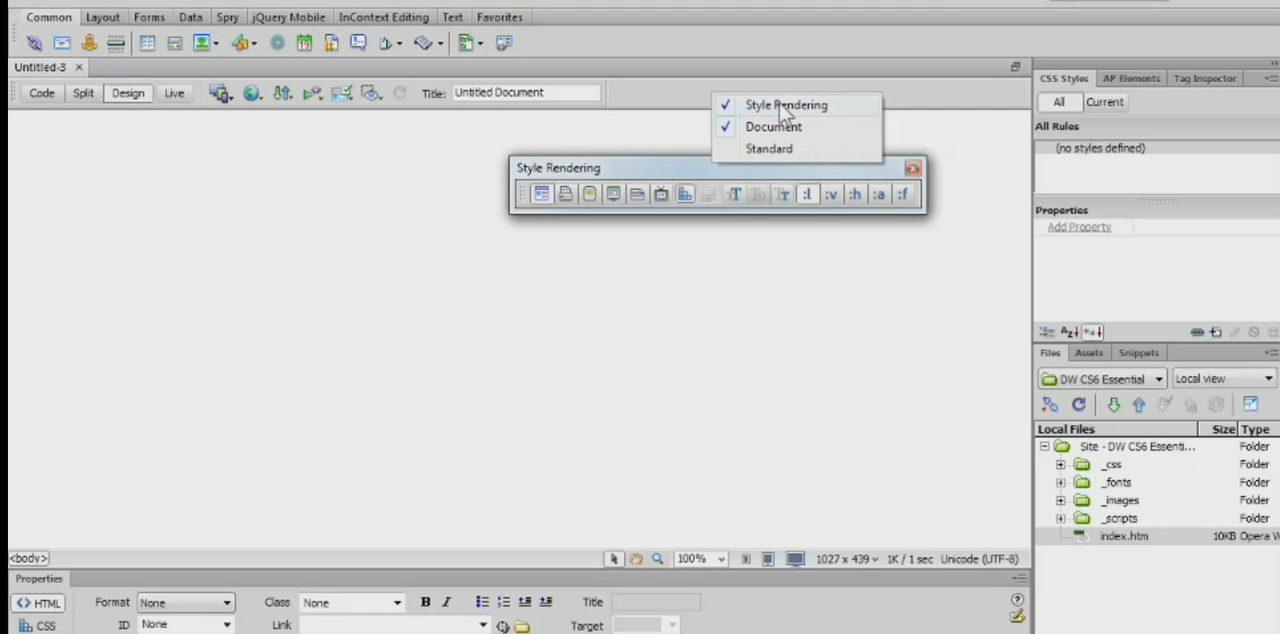 Common Layout Forms Data Spry jQuery Mobile InContext Editing Text Favorites
Untitled-3
Code Split Design Live Title: Untitled Document
Style Rendering
Document
Standard
Style Rendering
:l :v :h :a :f
CSS Styles AP Elements Tag Inspector
All Current
All Rules
(no styles defined)
Properties
Add Property
Files Assets Snippets
DW CS6 Essential Local view
Local Files Size Type
Site - DW CS6 Essenti... Folder
_css Folder
_fonts Folder
_images Folder
_scripts Folder
index.htm 10KB Opera W
<body> 100% 1027 x 439 1K / 1 sec Unicode (UTF-8)
Properties
<> HTML Format None Class None B I Title
CSS ID None Link Target